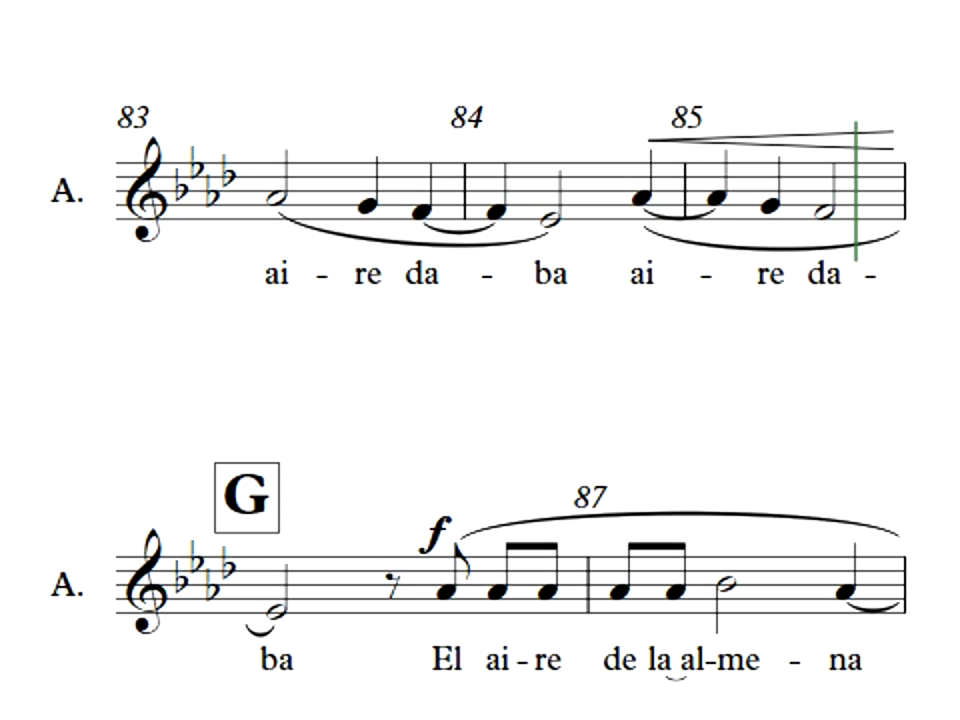 83 84 85
A.
ai - re da - ba ai - re da -
G
87
f
A.
ba El ai - re de la al - me - na